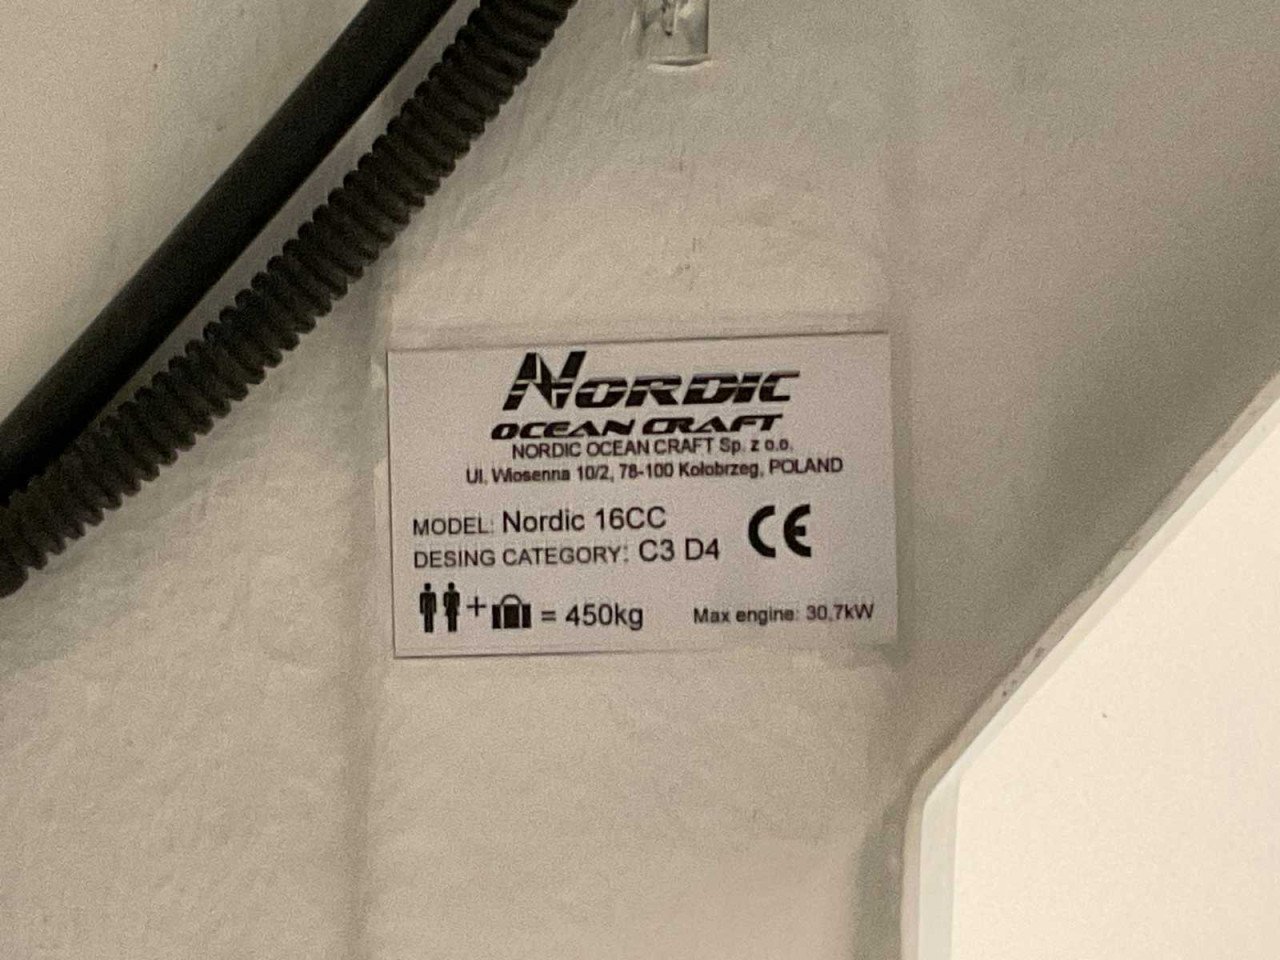 NORDIC
OCEAN CRAFT
NORDIC OCEAN CRAFT Sp. z o.o.
Ul. Wiosenna 10/2, 78-100 Kołobrzeg, POLAND
MODEL: Nordic 16CC
DESING CATEGORY: C3 D4
CE
+ = 450kg Max engine: 30,7kW